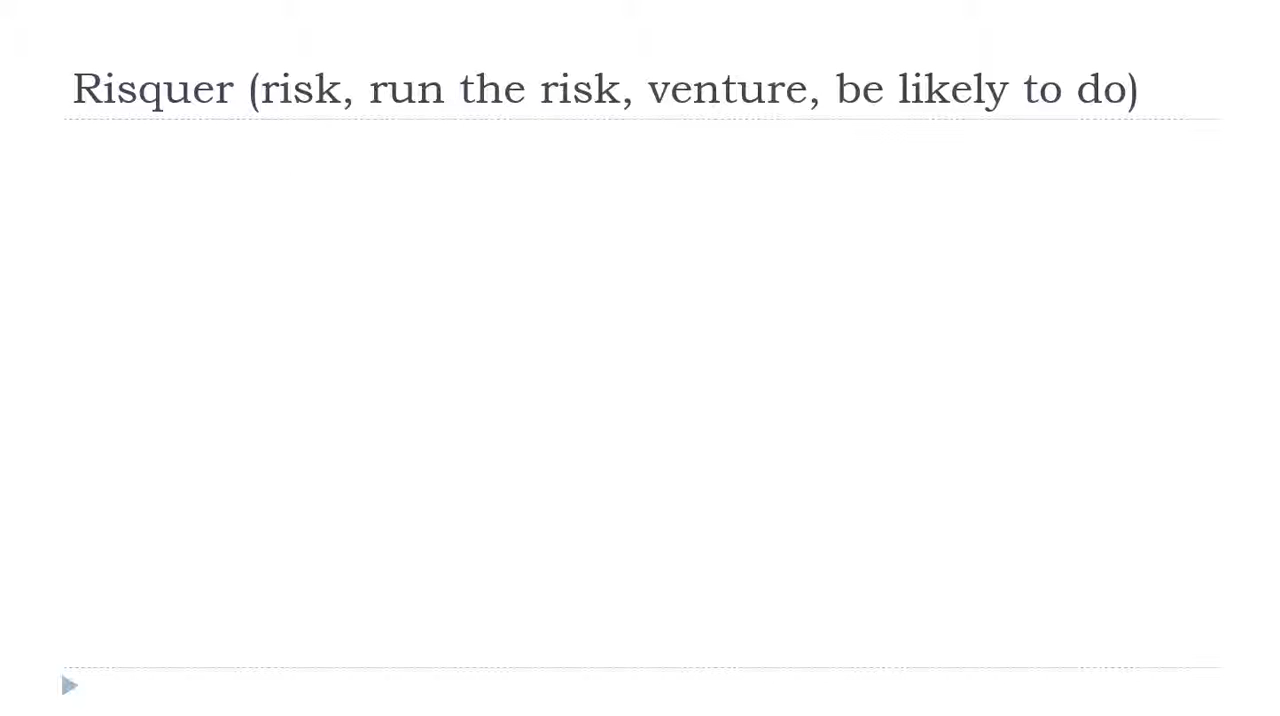 Risquer (risk, run the risk, venture, be likely to do)